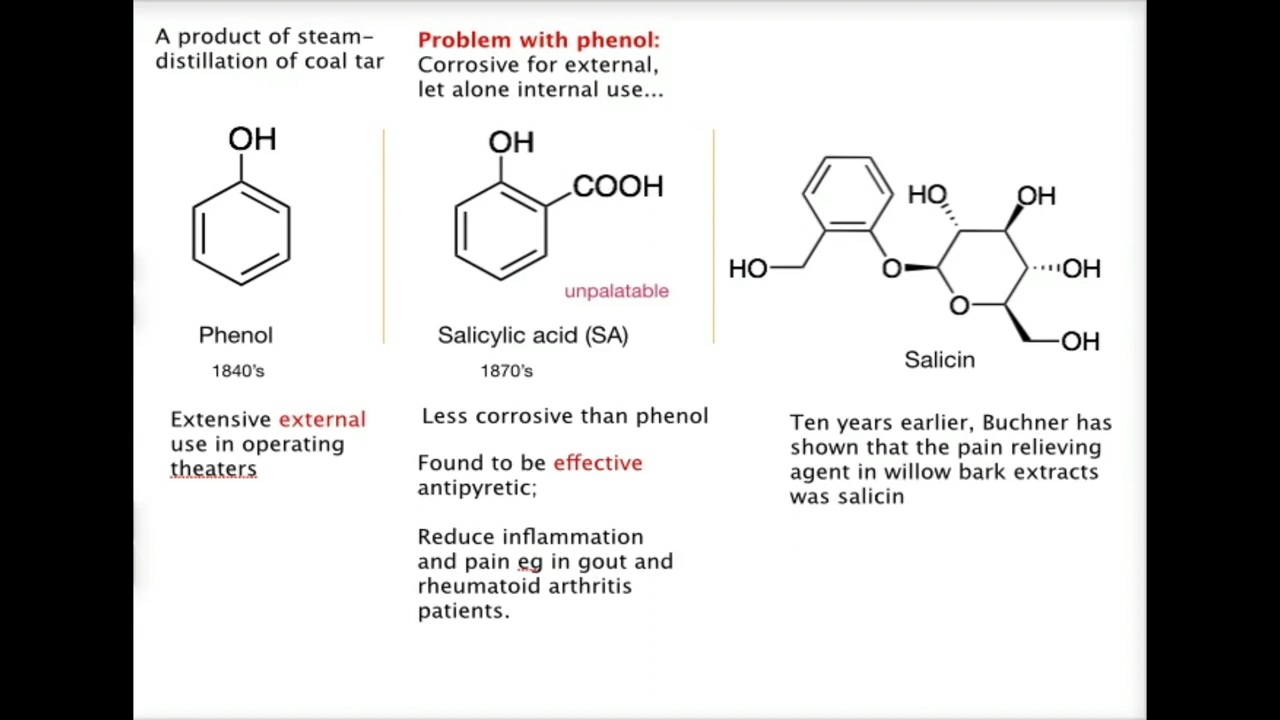 A product of steam-
distillation of coal tar
OH
Phenol
1840's
Extensive external
use in operating
theaters
Problem with phenol:
Corrosive for external,
let alone internal use...
OH
COOH
unpalatable
Salicylic acid (SA)
1870's
Less corrosive than phenol
Found to be effective
antipyretic;
Reduce inflammation
and pain eg in gout and
rheumatoid arthritis
patients.
HO
OH
HO
O
OH
O
OH
Salicin
Ten years earlier, Buchner has
shown that the pain relieving
agent in willow bark extracts
was salicin